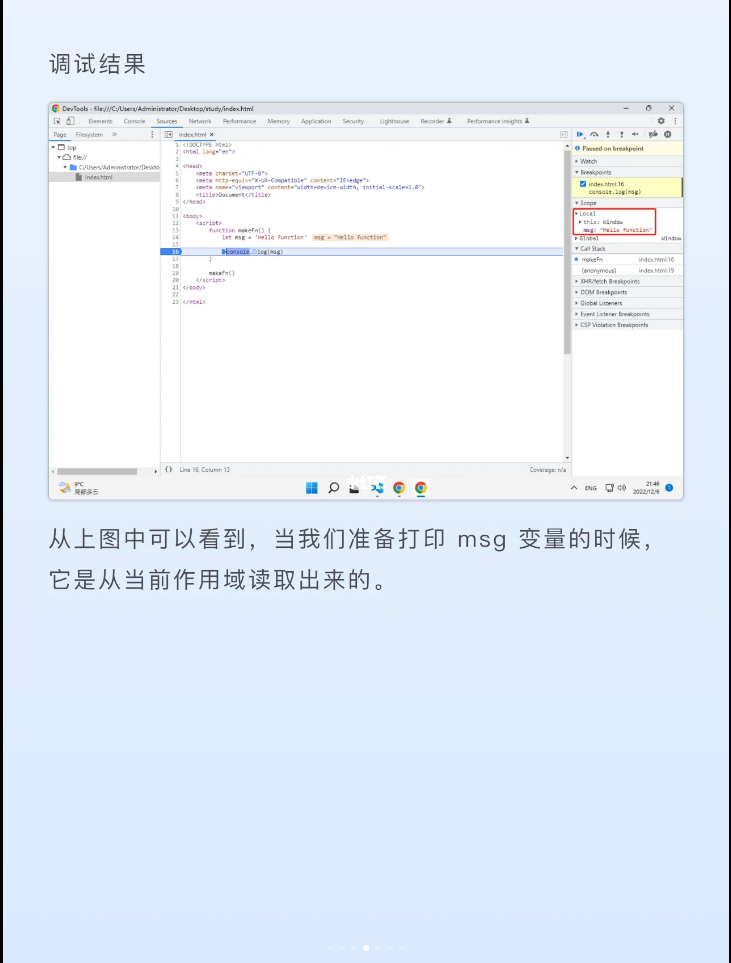 调试结果
DevTools - file:///C:/Users/Administrator/Desktop/study/index.html
Elements Console Sources Network Performance Memory Application Security Lighthouse Recorder Performance insights
Page Filesystem » index.html ×
top
file://
C:/Users/Administrator/Deskto
index.html
1 <!DOCTYPE html>
2 <html lang="en">
3
4 <head>
5 <meta charset="UTF-8">
6 <meta http-equiv="X-UA-Compatible" content="IE=edge">
7 <meta name="viewport" content="width=device-width, initial-scale=1.0">
8 <title>Document</title>
9 </head>
10
11 <body>
12 <script>
13 function makeFn() {
14 let msg = 'Hello function' msg = "Hello function"
15
16 console.log(msg)
17 }
18
19 makeFn()
20 </script>
21 </body>
22
23 </html>
Paused on breakpoint
Watch
Breakpoints
index.html:16
console.log(msg)
Scope
Local
this: Window
msg: "Hello function"
Global Window
Call Stack
makeFn index.html:16
(anonymous) index.html:19
XHR/fetch Breakpoints
DOM Breakpoints
Global Listeners
Event Listener Breakpoints
CSP Violation Breakpoints
{} Line 16, Column 13 Coverage: n/a
9°C
局部多云
ENG
21:46
2022/12/6
1
从上图中可以看到，当我们准备打印 msg 变量的时候，
它是从当前作用域读取出来的。